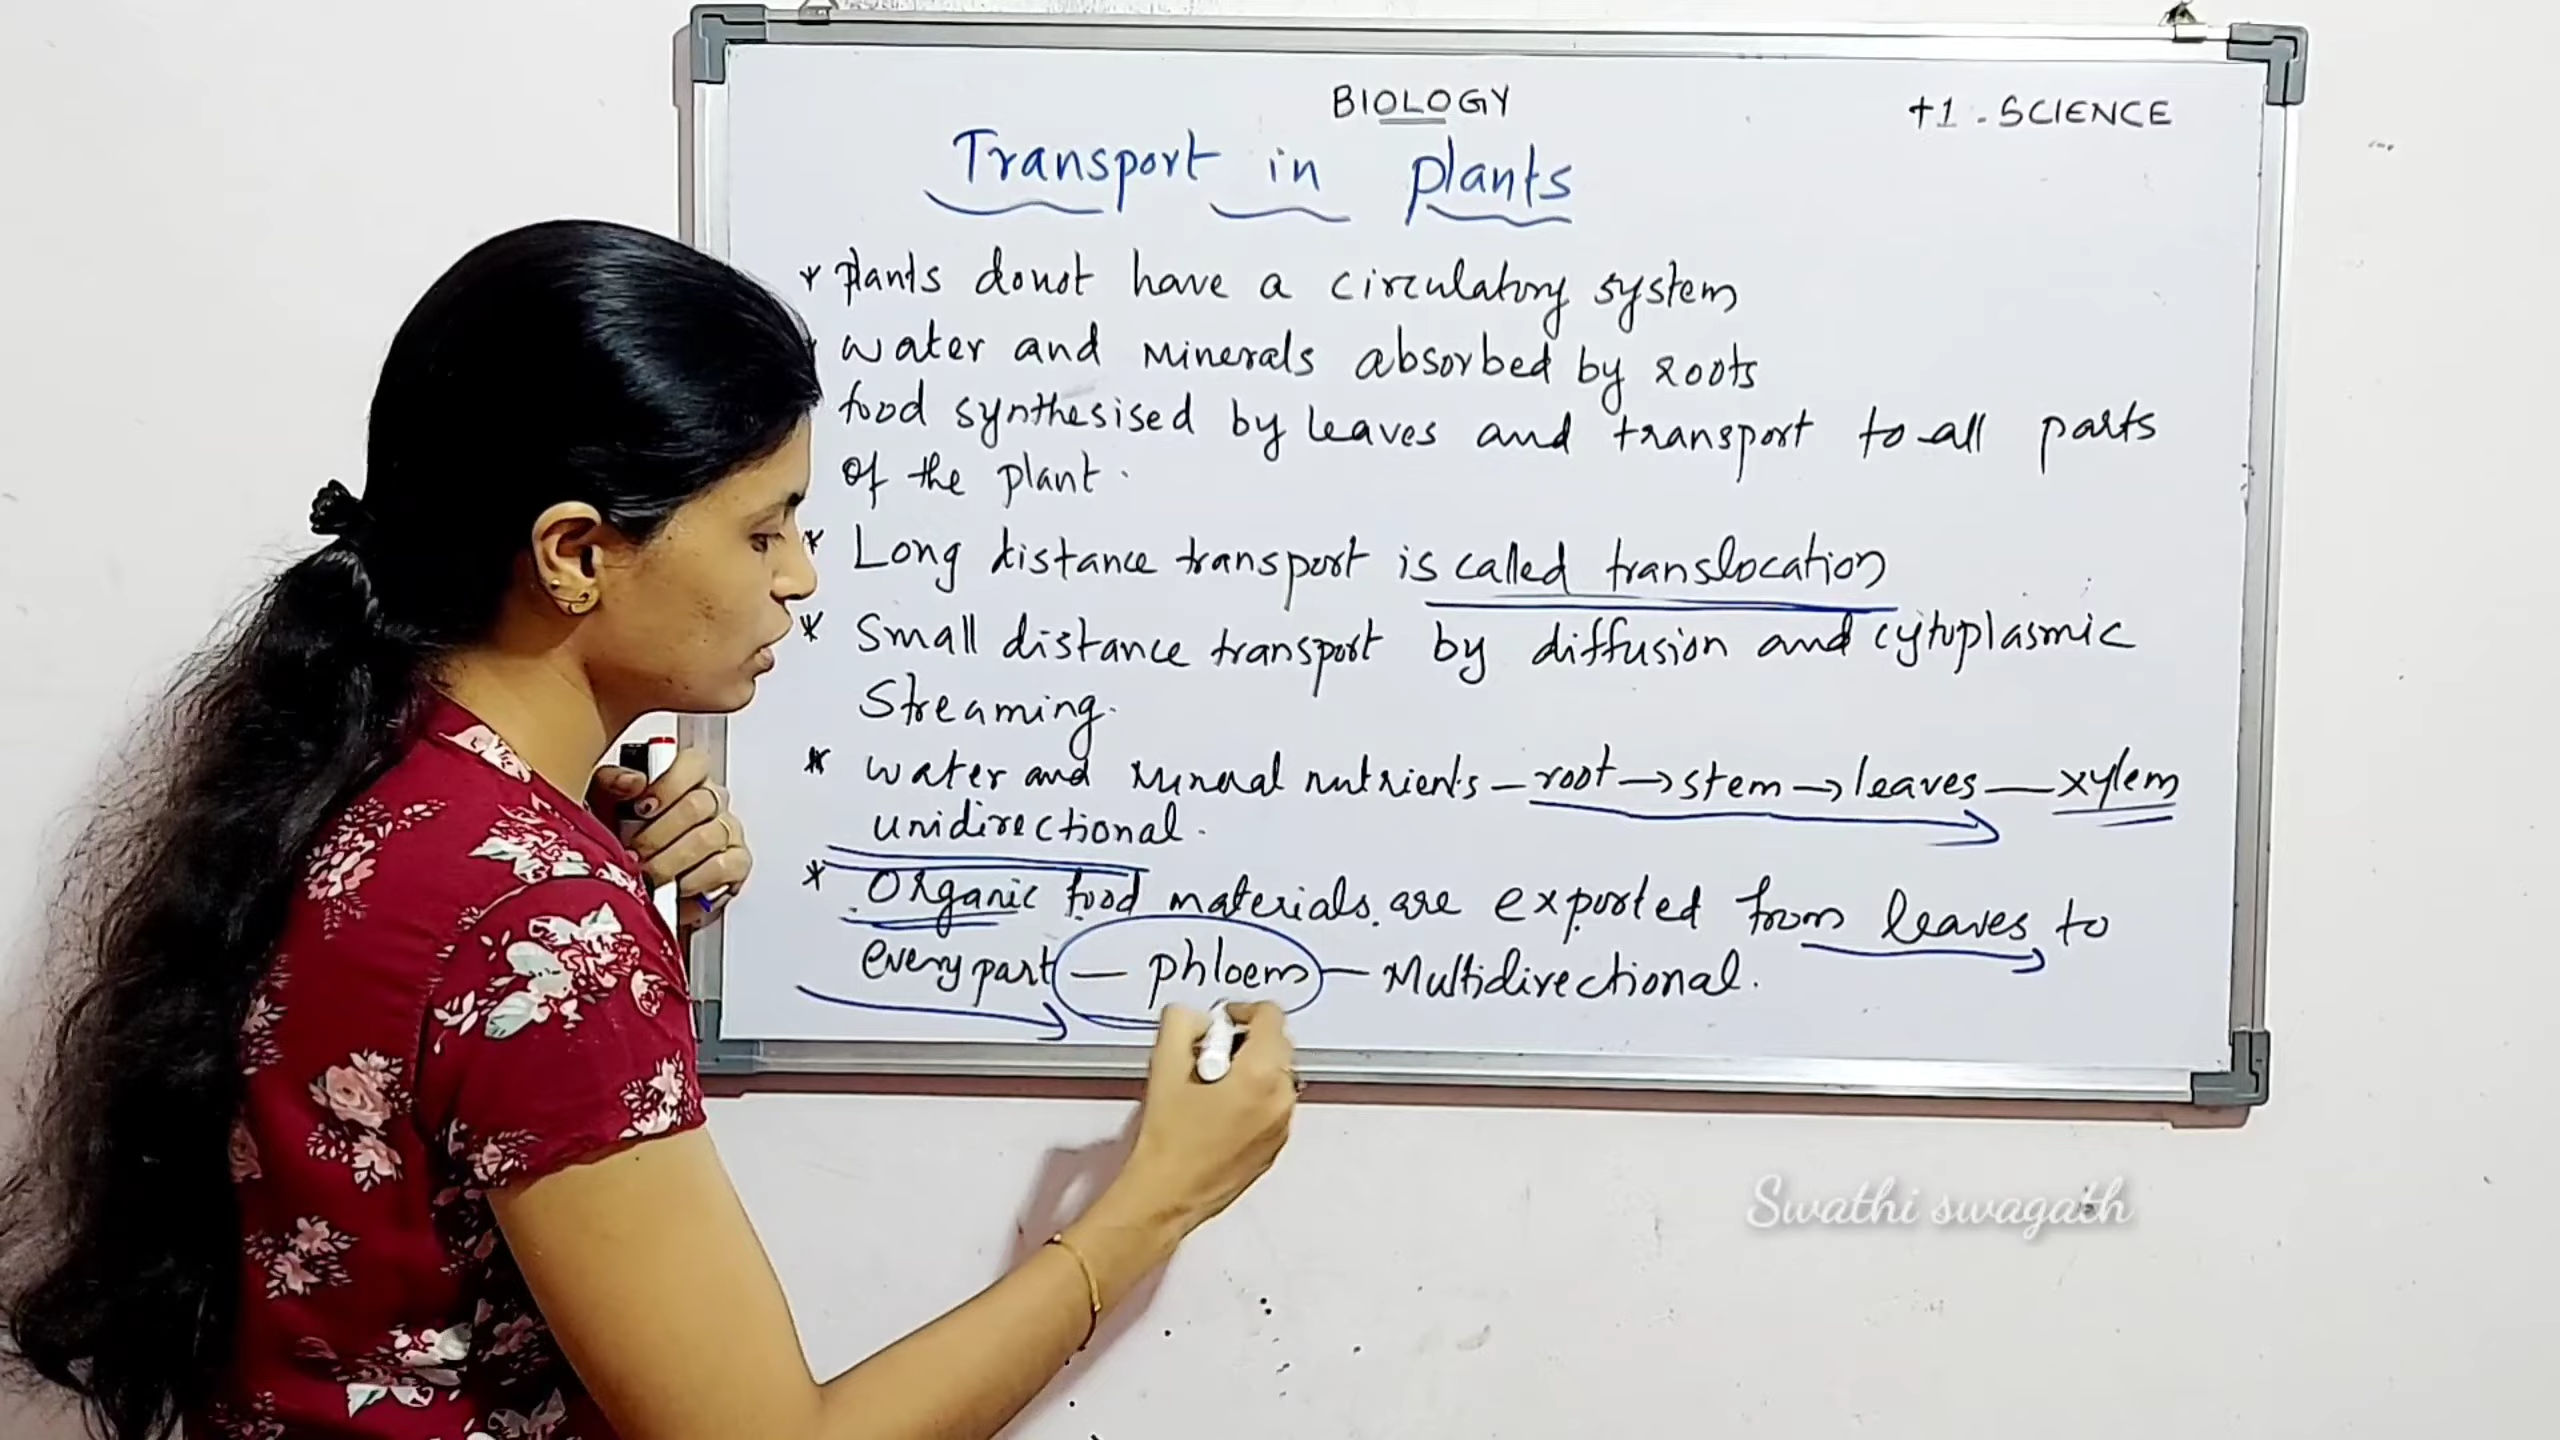 BIOLOGY
+1 - SCIENCE
Transport in plants
* plants donot have a circulatory system
water and Minerals absorbed by roots
food synthesised by leaves and transport to all parts
of the plant.
* Long distance transport is called translocation
* Small distance transport by diffusion and cytoplasmic
Streaming.
* water and mineral nutrients – root → stem → leaves — xylem
unidirectional.
* Organic food materials are exported from leaves to
every part — phloem — Multidirectional.
Swathi swagath